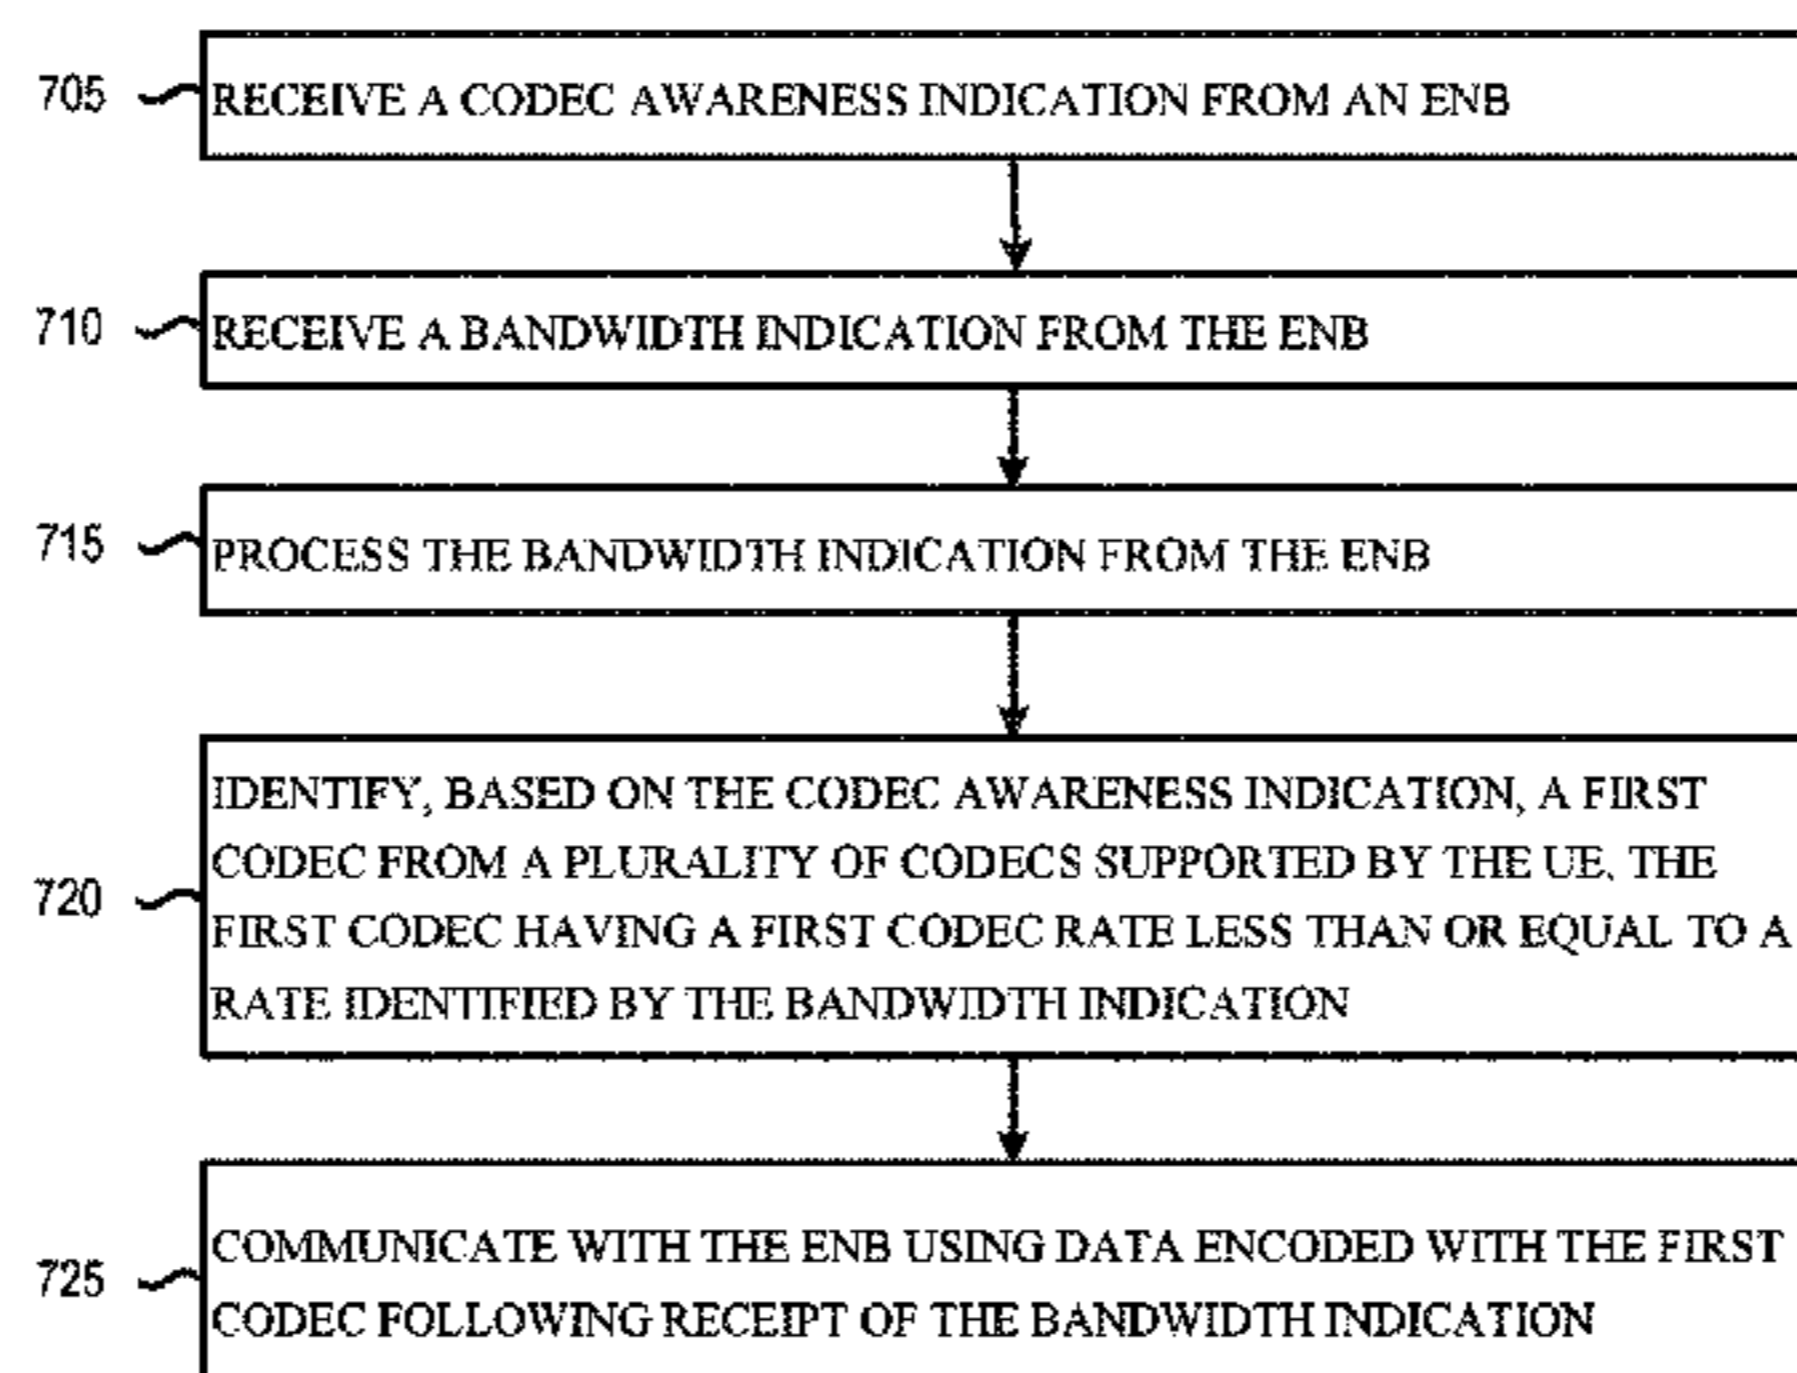 705
RECEIVE A CODEC AWARENESS INDICATION FROM AN ENB
710
RECEIVE A BANDWIDTH INDICATION FROM THE ENB
715
PROCESS THE BANDWIDTH INDICATION FROM THE ENB
720
IDENTIFY, BASED ON THE CODEC AWARENESS INDICATION, A FIRST
CODEC FROM A PLURALITY OF CODECS SUPPORTED BY THE UE, THE
FIRST CODEC HAVING A FIRST CODEC RATE LESS THAN OR EQUAL TO A
RATE IDENTIFIED BY THE BANDWIDTH INDICATION
725
COMMUNICATE WITH THE ENB USING DATA ENCODED WITH THE FIRST
CODEC FOLLOWING RECEIPT OF THE BANDWIDTH INDICATION